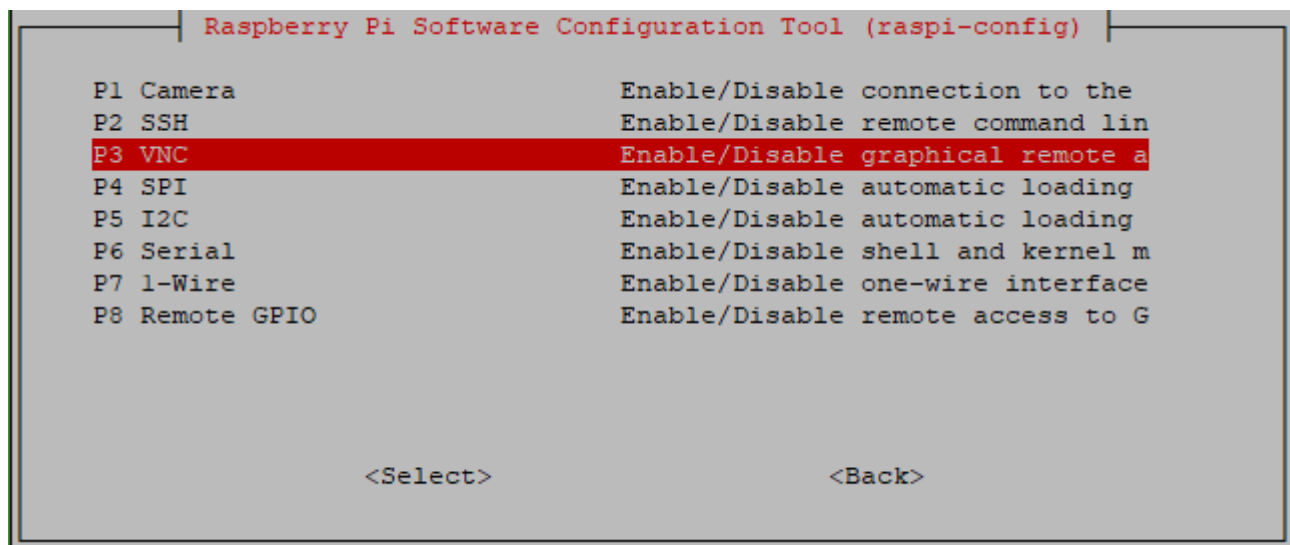 Raspberry Pi Software Configuration Tool (raspi-config)
P1 Camera Enable/Disable connection to the
P2 SSH Enable/Disable remote command lin
P3 VNC Enable/Disable graphical remote a
P4 SPI Enable/Disable automatic loading
P5 I2C Enable/Disable automatic loading
P6 Serial Enable/Disable shell and kernel m
P7 1-Wire Enable/Disable one-wire interface
P8 Remote GPIO Enable/Disable remote access to G
<Select> <Back>